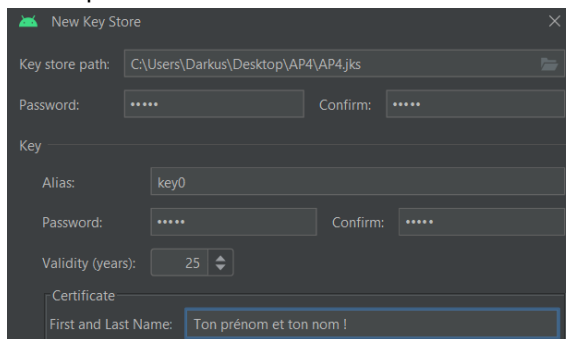 New Key Store
Key store path: C:\Users\Darkus\Desktop\AP4\AP4.jks
Password: ••••• Confirm: •••••
Key
Alias: key0
Password: ••••• Confirm: •••••
Validity (years): 25
Certificate
First and Last Name: Ton prénom et ton nom !